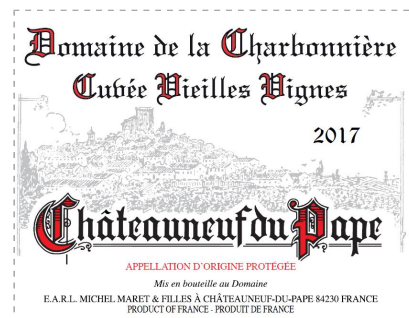 Domaine de la Charbonnière
Cuvée Vieilles Vignes
2017
Châteauneuf du Pape
APPELLATION D'ORIGINE PROTÉGÉE
Mis en bouteille au Domaine
E.A.R.L. MICHEL MARET & FILLES À CHÂTEAUNEUF-DU-PAPE 84230 FRANCE
PRODUCT OF FRANCE - PRODUIT DE FRANCE